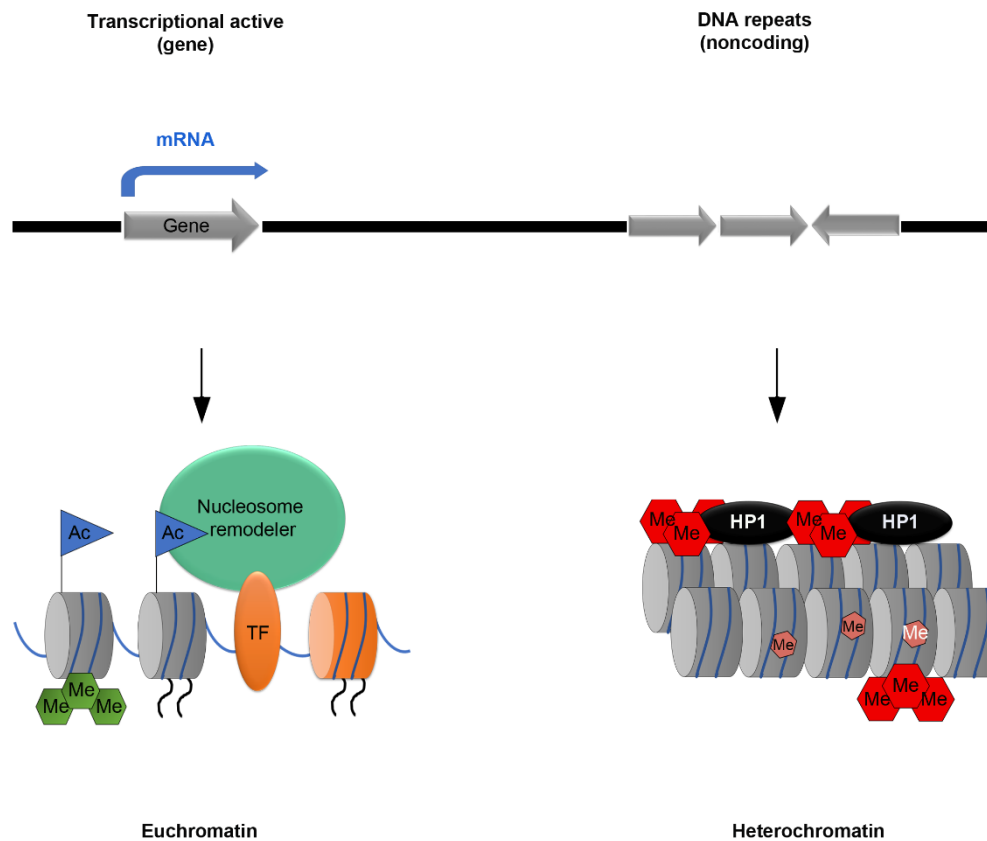 Transcriptional active
(gene)
DNA repeats
(noncoding)
mRNA
Gene
Nucleosome
remodeler
Ac
Ac
TF
Me
Me
Me
Me
Me
HP1
Me
Me
HP1
Me
Me
Me
Me
Me
Me
Euchromatin
Heterochromatin